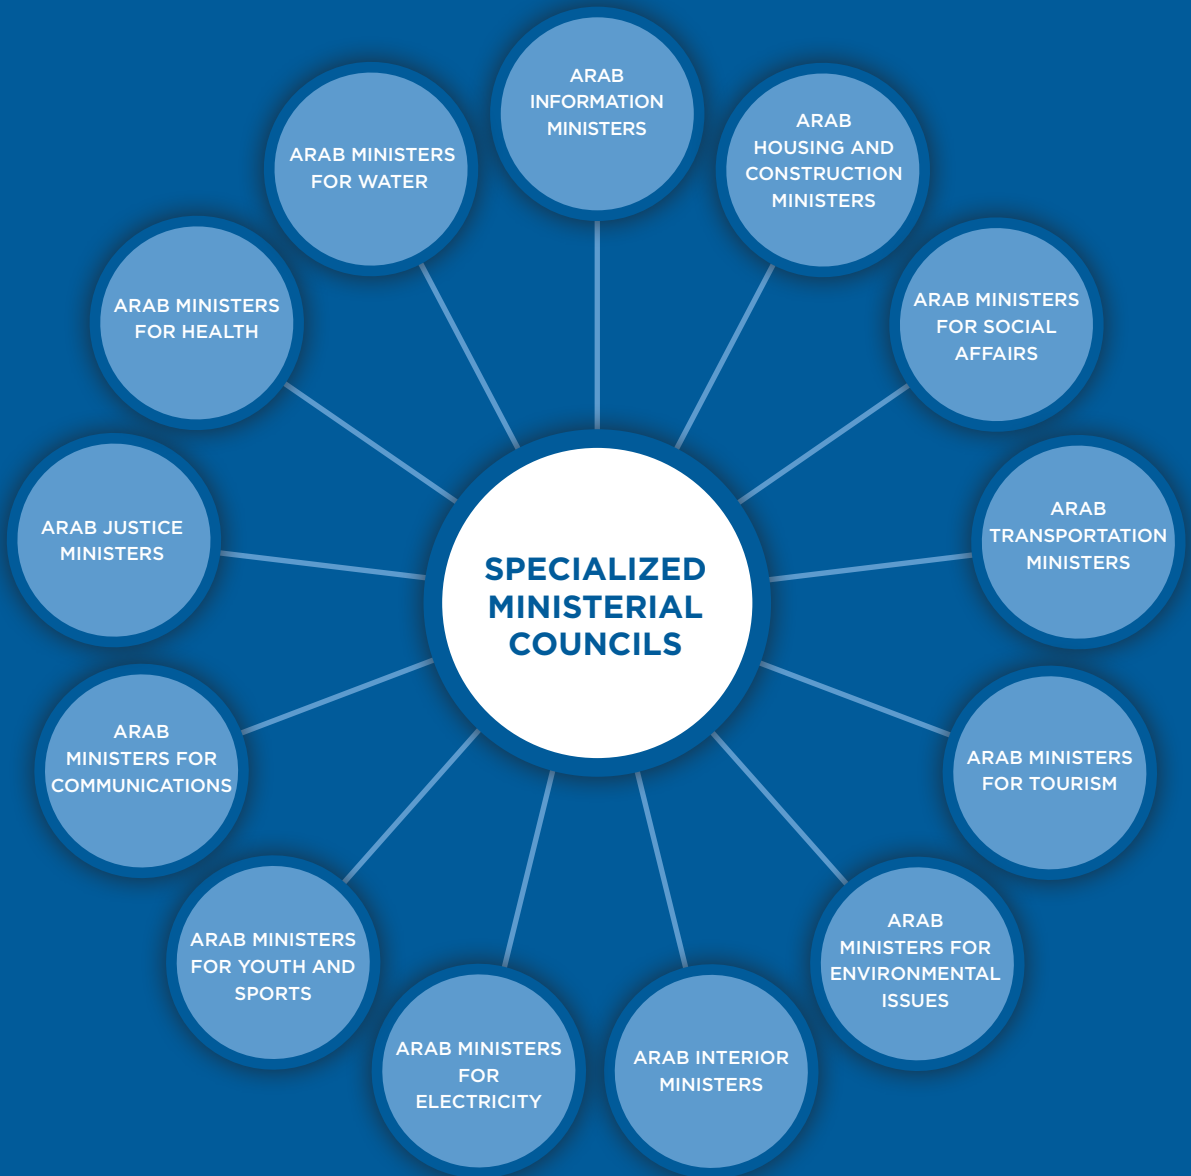 ARAB
INFORMATION
MINISTERS
ARAB
HOUSING AND
CONSTRUCTION
MINISTERS
ARAB MINISTERS
FOR SOCIAL
AFFAIRS
ARAB
TRANSPORTATION
MINISTERS
ARAB MINISTERS
FOR TOURISM
ARAB
MINISTERS FOR
ENVIRONMENTAL
ISSUES
ARAB INTERIOR
MINISTERS
ARAB MINISTERS
FOR
ELECTRICITY
ARAB MINISTERS
FOR YOUTH AND
SPORTS
ARAB
MINISTERS FOR
COMMUNICATIONS
ARAB JUSTICE
MINISTERS
ARAB MINISTERS
FOR HEALTH
ARAB MINISTERS
FOR WATER
SPECIALIZED
MINISTERIAL
COUNCILS